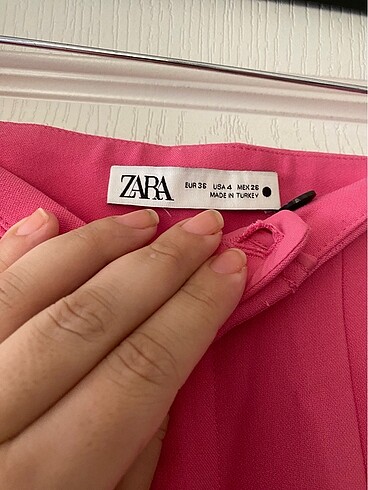 ZARA
EUR 36 USA 4 MEX 26
MADE IN TURKEY